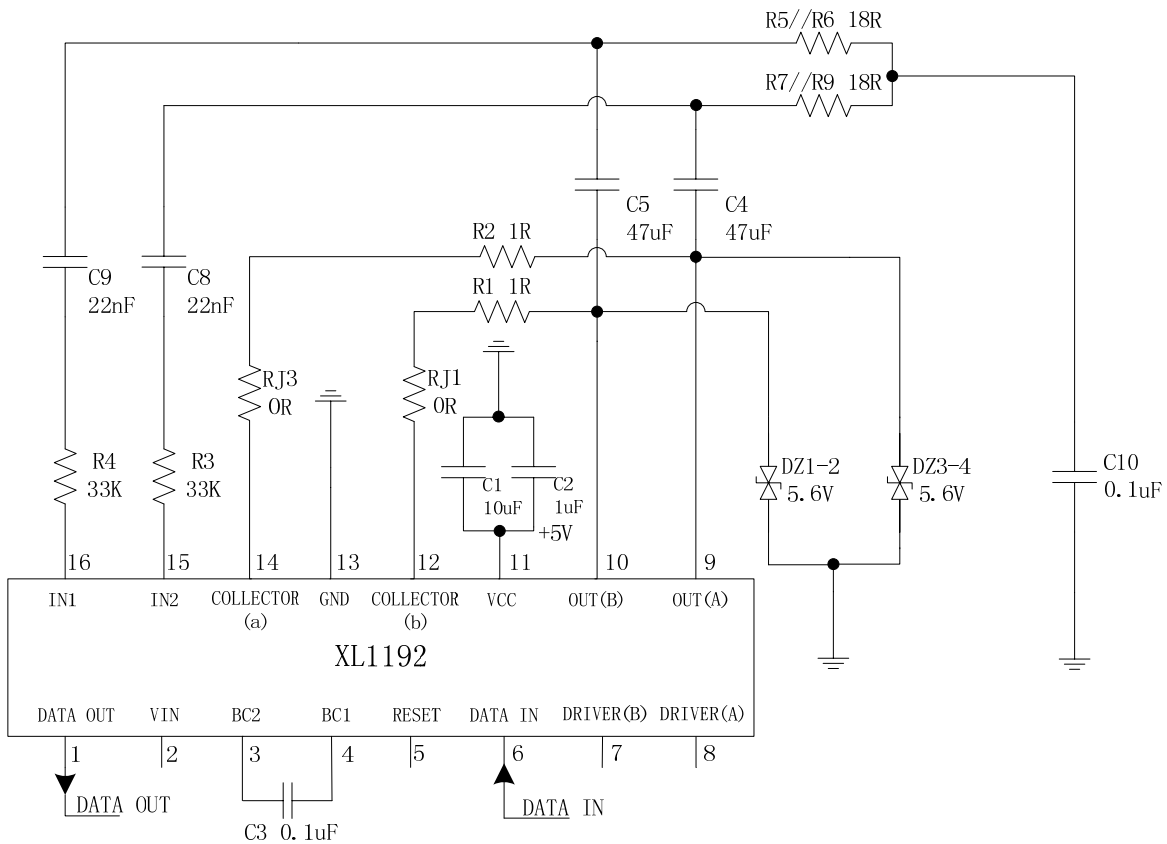 R5//R6 18R
R7//R9 18R
C5
47uF
C4
47uF
R2 1R
R1 1R
C9
22nF
C8
22nF
RJ3
0R
RJ1
0R
R4
33K
R3
33K
C1
10uF
C2
1uF
+5V
DZ1-2
5.6V
DZ3-4
5.6V
C10
0.1uF
16 15 14 13 12 11 10 9
IN1 IN2 COLLECTOR (a) GND COLLECTOR (b) VCC OUT(B) OUT(A)
XL1192
DATA OUT VIN BC2 BC1 RESET DATA IN DRIVER(B) DRIVER(A)
1 2 3 4 5 6 7 8
DATA OUT
DATA IN
C3 0.1uF